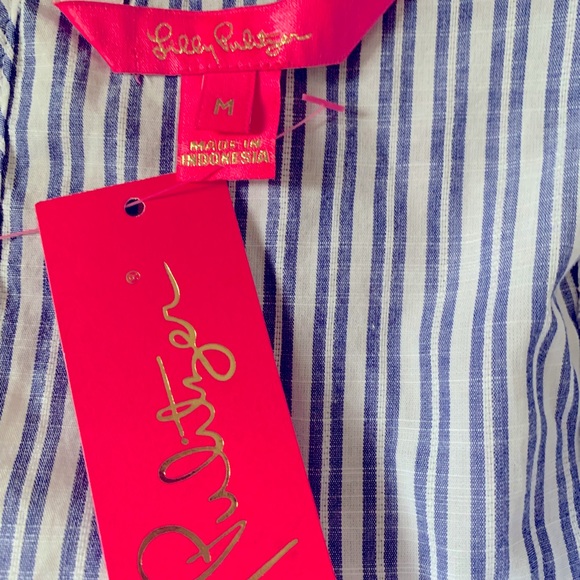 Lilly Pulitzer
M
MADE IN
INDONESIA
®
Pulitzer